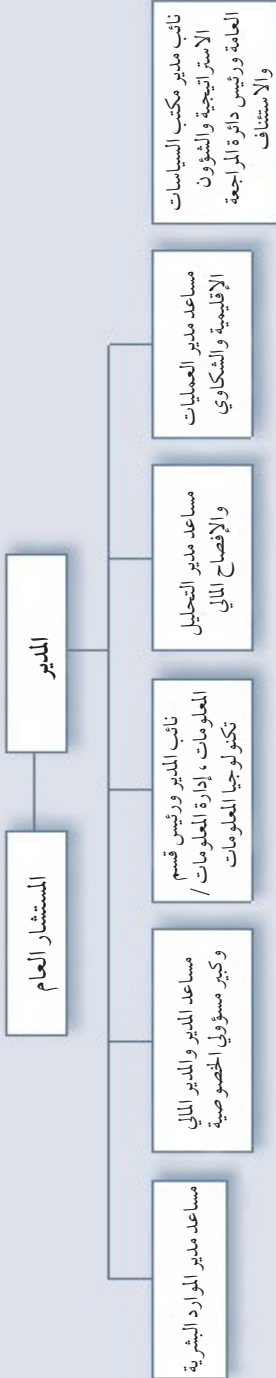 المدير
المستشار العام
نائب مدير مكتب السياسات
الاستراتيجية والشؤون
العامة ورئيس دائرة المراجعة
والاستئناف
مساعد مدير العمليات
الإقليمية والشكاوي
مساعد مدير التحليل
والإفصاح المالي
نائب المدير ورئيس قسم
المعلومات، إدارة المعلومات /
تكنولوجيا المعلومات
مساعد المدير والمدير المالي
وكبير مسؤولي الخصوصية
مساعد مدير الموارد البشرية